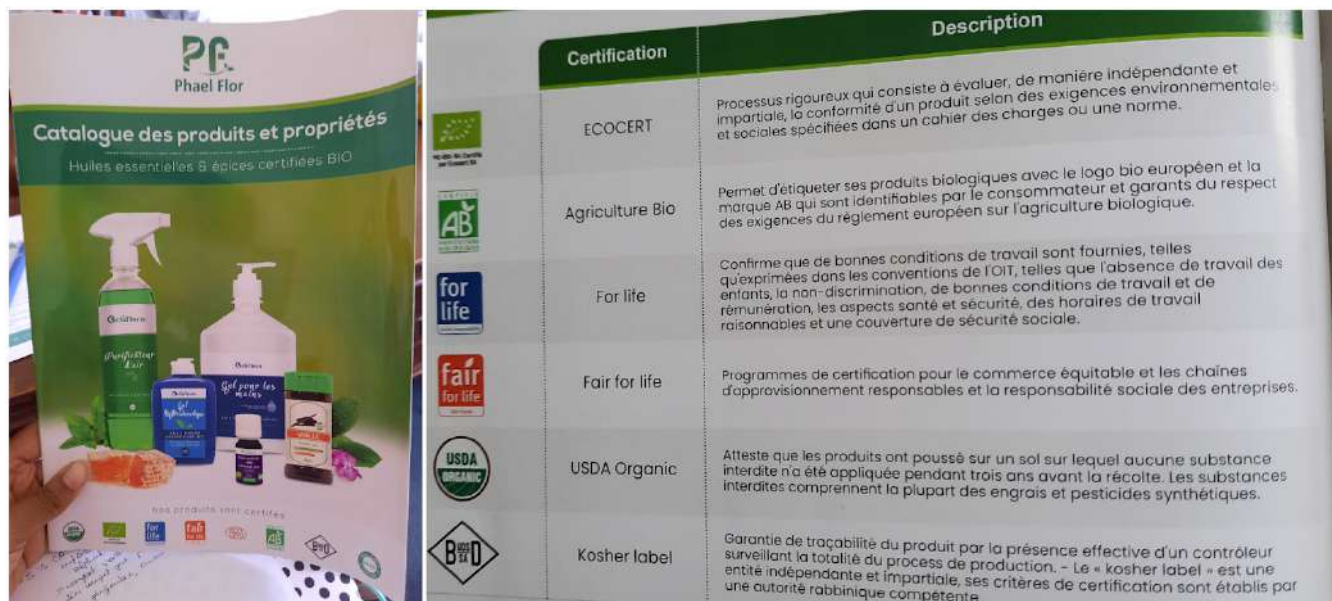 PF
Phael Flor
Catalogue des produits et propriétés
Huiles essentielles & épices certifiées BIO
Purificateur
d'air
Gel pour les
mains
Gel
VANILLE
Nos produits sont certifiés
USDA
ORGANIC
for
life
fair
for life
AB
Certification
Description
ECOCERT
Processus rigoureux qui consiste à évaluer, de manière indépendante et
impartiale, la conformité d'un produit selon des exigences environnementales
et sociales spécifiées dans un cahier des charges ou une norme.
AB
Agriculture Bio
Permet d'étiqueter ses produits biologiques avec le logo bio européen et la
marque AB qui sont identifiables par le consommateur et garants du respect
des exigences du règlement européen sur l'agriculture biologique.
for
life
For life
Confirme que de bonnes conditions de travail sont fournies, telles
qu'exprimées dans les conventions de l'OIT, telles que l'absence de travail des
enfants, la non-discrimination, de bonnes conditions de travail et de
rémunération, les aspects santé et sécurité, des horaires de travail
raisonnables et une couverture de sécurité sociale.
fair
for life
Fair for life
Programmes de certification pour le commerce équitable et les chaînes
d'approvisionnement responsables et la responsabilité sociale des entreprises.
USDA
ORGANIC
USDA Organic
Atteste que les produits ont poussé sur un sol sur lequel aucune substance
interdite n'a été appliquée pendant trois ans avant la récolte. Les substances
interdites comprennent la plupart des engrais et pesticides synthétiques.
Kosher label
Garantie de traçabilité du produit par la présence effective d'un contrôleur
surveillant la totalité du process de production. - Le « kosher label » est une
entité indépendante et impartiale, ses critères de certification sont établis par
une autorité rabbinique compétente